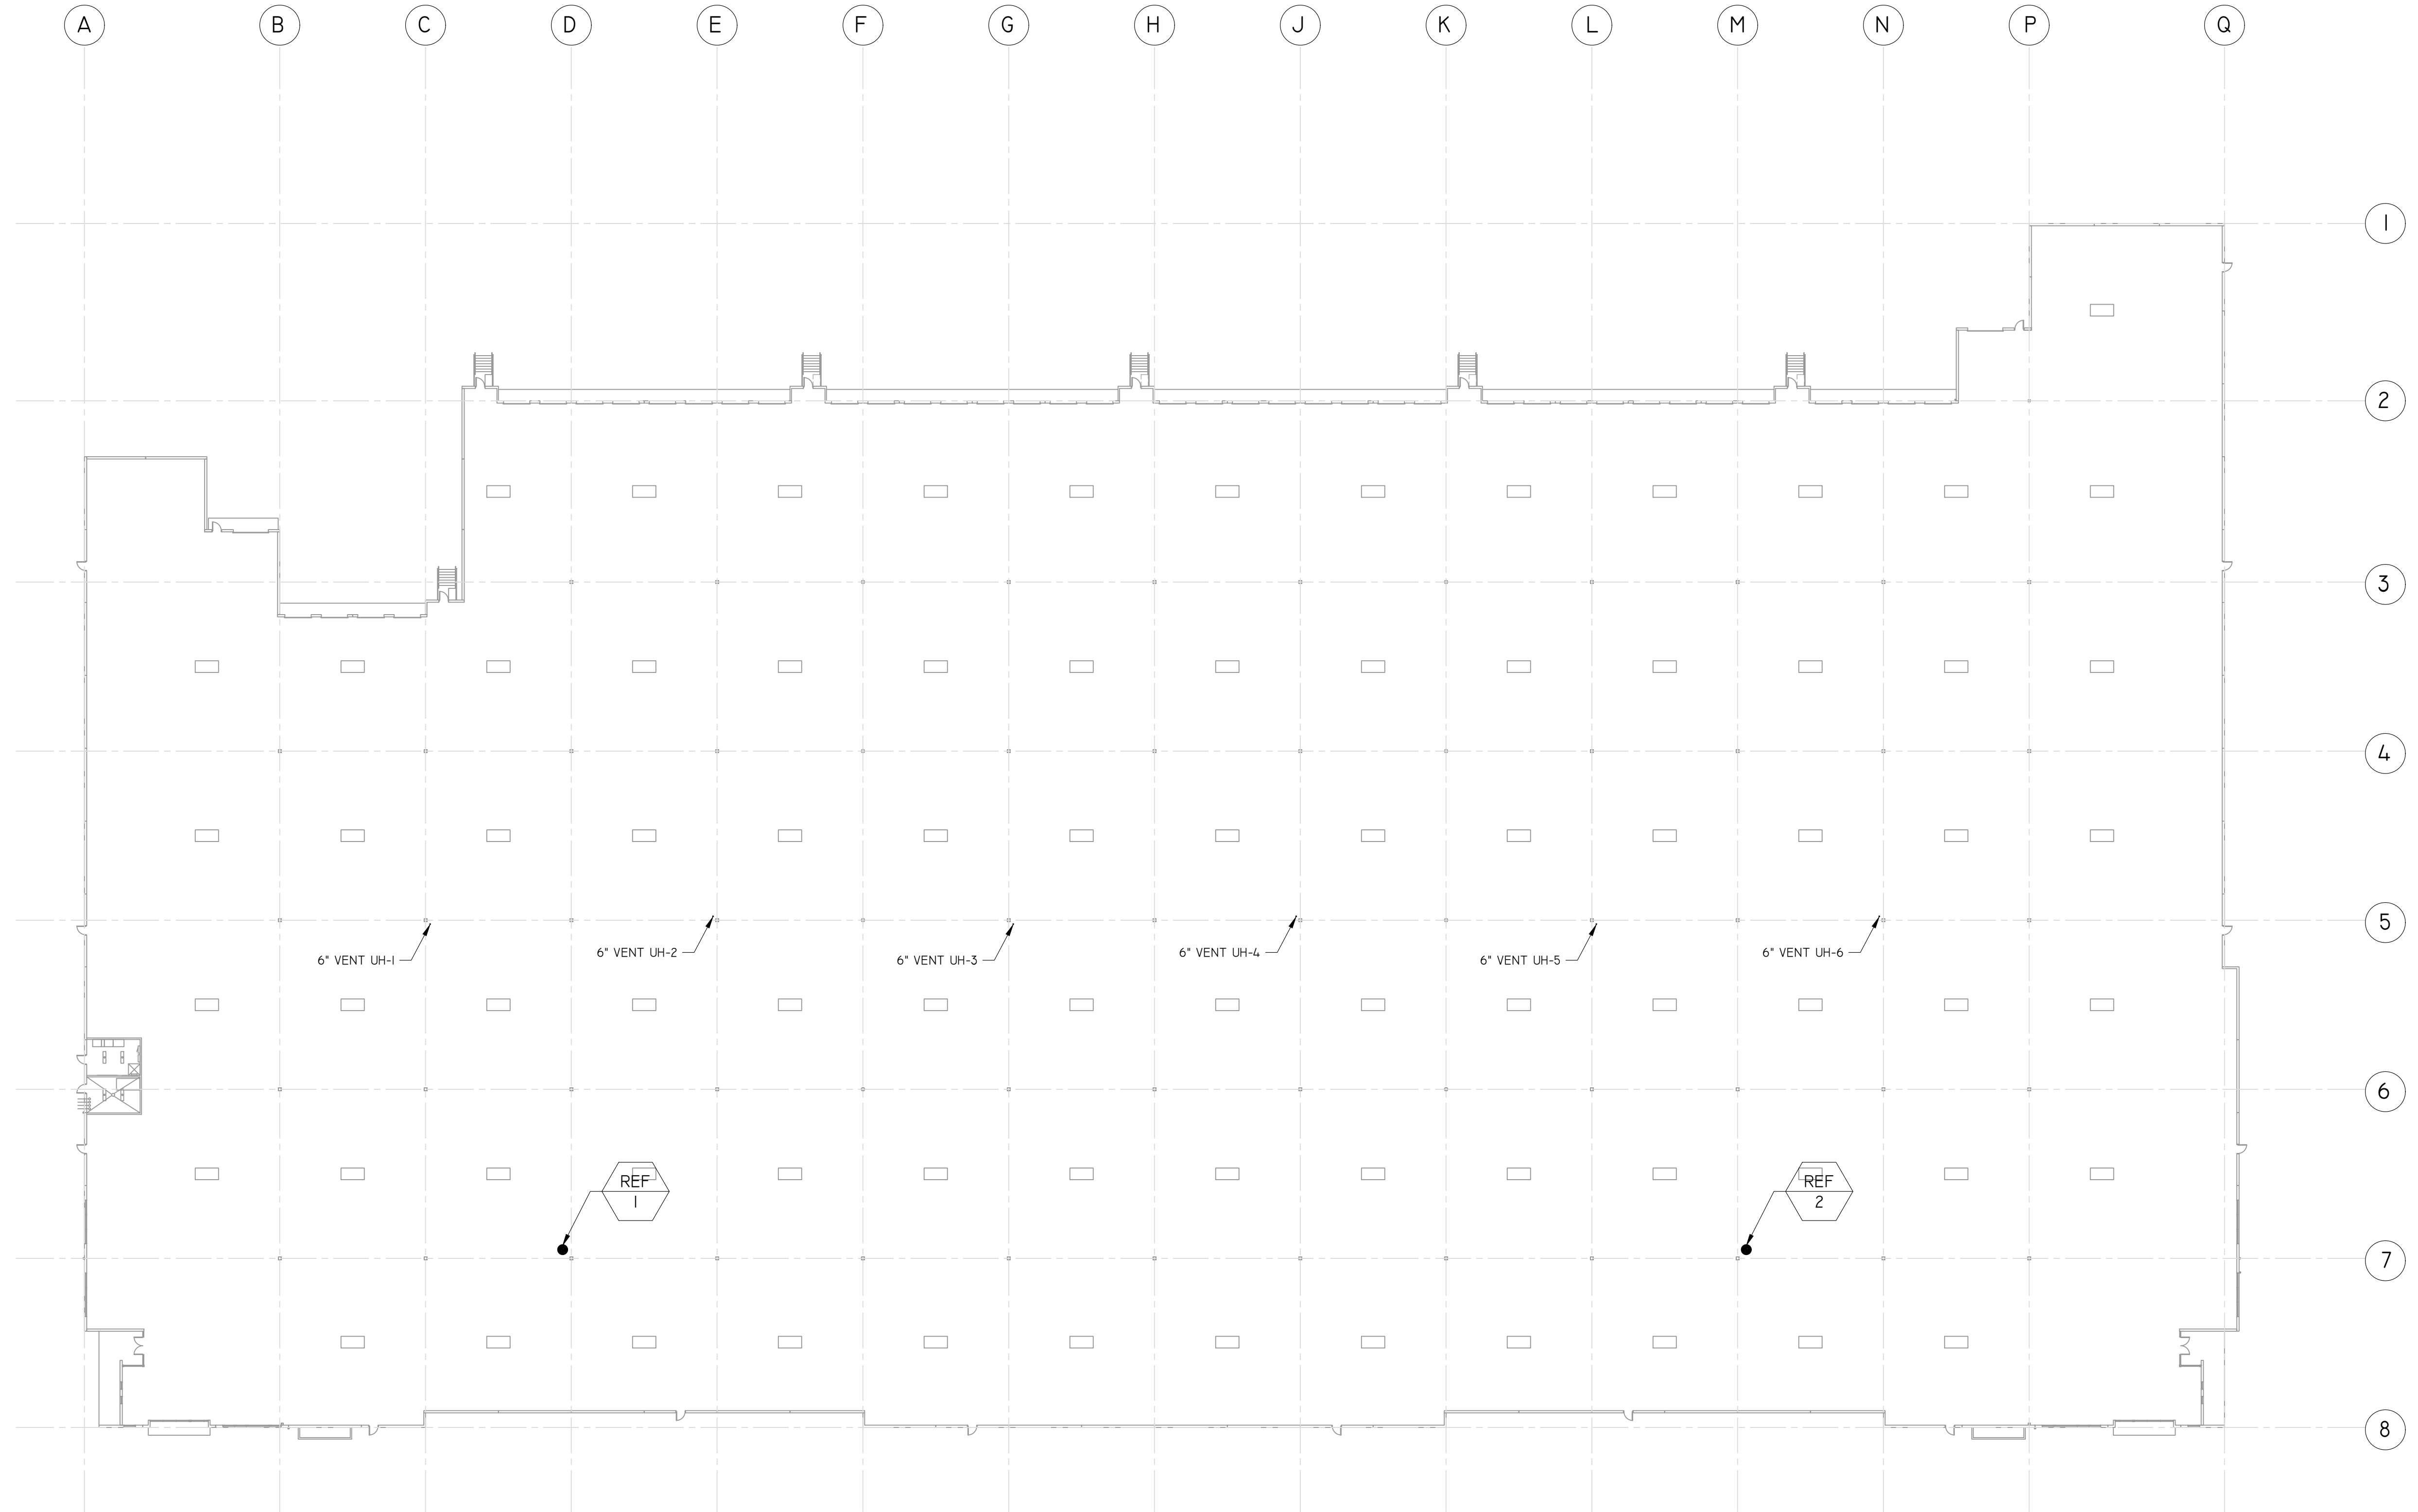 A B C D E F G H J K L M N P Q
1
2
3
4
5
6" VENT UH-1
6" VENT UH-2
6" VENT UH-3
6" VENT UH-4
6" VENT UH-5
6" VENT UH-6
6
REF
1
REF
2
7
8